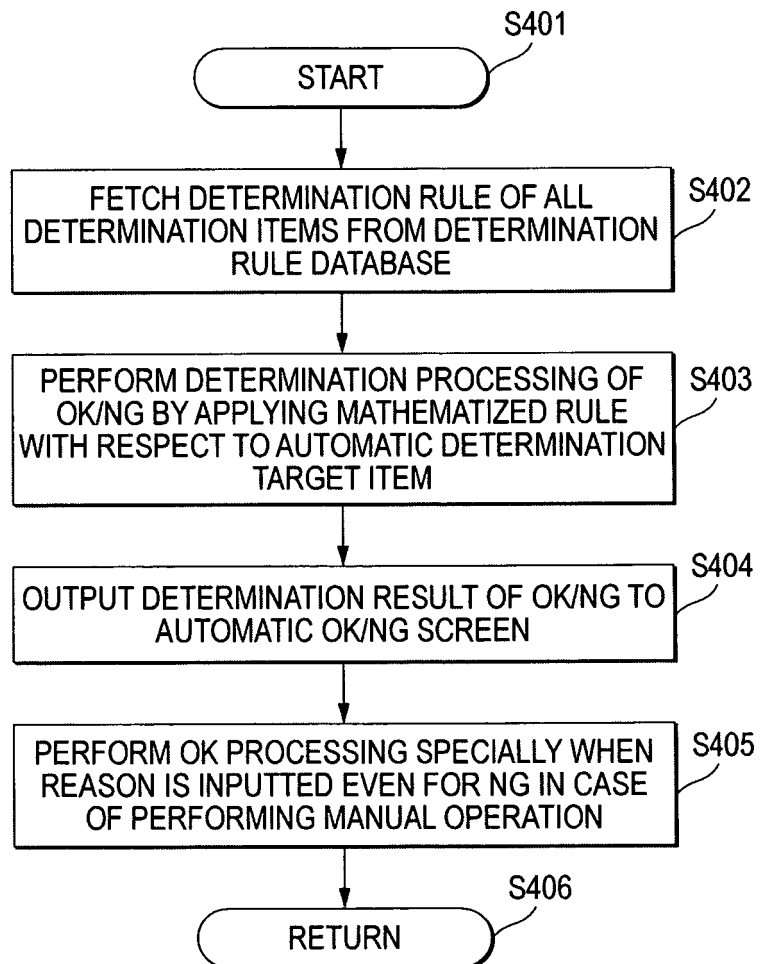 S401
START
FETCH DETERMINATION RULE OF ALL
DETERMINATION ITEMS FROM DETERMINATION
RULE DATABASE
S402
PERFORM DETERMINATION PROCESSING OF
OK/NG BY APPLYING MATHEMATIZED RULE
WITH RESPECT TO AUTOMATIC DETERMINATION
TARGET ITEM
S403
OUTPUT DETERMINATION RESULT OF OK/NG TO
AUTOMATIC OK/NG SCREEN
S404
PERFORM OK PROCESSING SPECIALLY WHEN
REASON IS INPUTTED EVEN FOR NG IN CASE
OF PERFORMING MANUAL OPERATION
S405
S406
RETURN